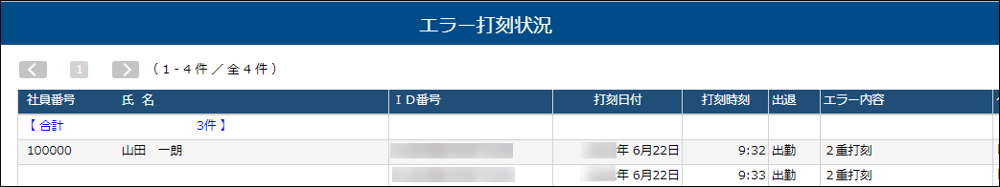 エラー打刻状況
1 （ 1 - 4 件 ／ 全 4 件 ）
社員番号 氏 名 ＩＤ番号 打刻日付 打刻時刻 出退 エラー内容
【 合計 3件 】
100000 山田 一朗 年 6月22日 9:32 出勤 ２重打刻
年 6月22日 9:33 出勤 ２重打刻